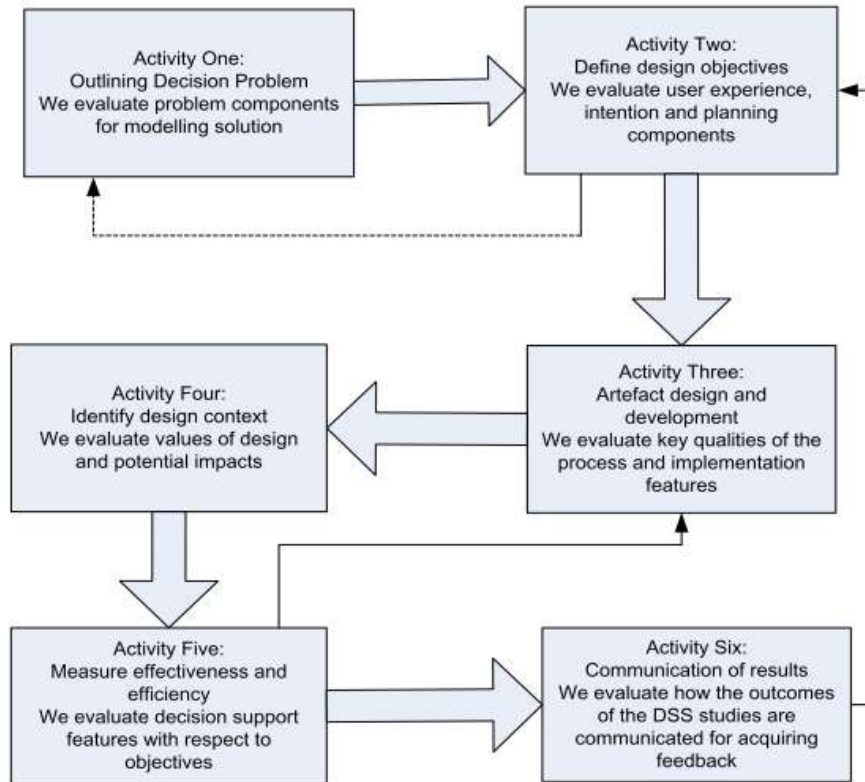 Activity One:
Outlining Decision Problem
We evaluate problem components
for modelling solution
Activity Two:
Define design objectives
We evaluate user experience,
intention and planning
components
Activity Three:
Artefact design and
development
We evaluate key qualities of the
process and implementation
features
Activity Four:
Identify design context
We evaluate values of design
and potential impacts
Activity Five:
Measure effectiveness and
efficiency
We evaluate decision support
features with respect to
objectives
Activity Six:
Communication of results
We evaluate how the outcomes
of the DSS studies are
communicated for acquiring
feedback